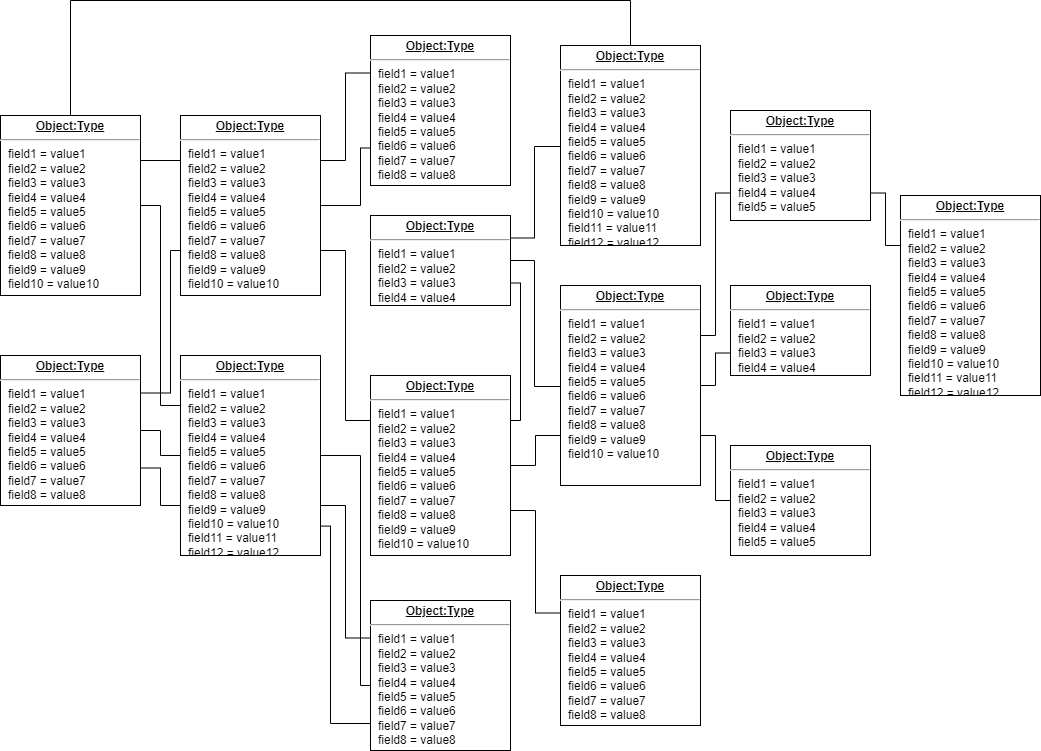 Object:Type
field1 = value1
field2 = value2
field3 = value3
field4 = value4
field5 = value5
field6 = value6
field7 = value7
field8 = value8
field9 = value9
field10 = value10
Object:Type
field1 = value1
field2 = value2
field3 = value3
field4 = value4
field5 = value5
field6 = value6
field7 = value7
field8 = value8
Object:Type
field1 = value1
field2 = value2
field3 = value3
field4 = value4
field5 = value5
field6 = value6
field7 = value7
field8 = value8
field9 = value9
field10 = value10
Object:Type
field1 = value1
field2 = value2
field3 = value3
field4 = value4
field5 = value5
field6 = value6
field7 = value7
field8 = value8
field9 = value9
field10 = value10
field11 = value11
field12 = value12
Object:Type
field1 = value1
field2 = value2
field3 = value3
field4 = value4
field5 = value5
field6 = value6
field7 = value7
field8 = value8
Object:Type
field1 = value1
field2 = value2
field3 = value3
field4 = value4
Object:Type
field1 = value1
field2 = value2
field3 = value3
field4 = value4
field5 = value5
field6 = value6
field7 = value7
field8 = value8
field9 = value9
field10 = value10
Object:Type
field1 = value1
field2 = value2
field3 = value3
field4 = value4
field5 = value5
field6 = value6
field7 = value7
field8 = value8
Object:Type
field1 = value1
field2 = value2
field3 = value3
field4 = value4
field5 = value5
field6 = value6
field7 = value7
field8 = value8
field9 = value9
field10 = value10
field11 = value11
field12 = value12
Object:Type
field1 = value1
field2 = value2
field3 = value3
field4 = value4
field5 = value5
field6 = value6
field7 = value7
field8 = value8
field9 = value9
field10 = value10
Object:Type
field1 = value1
field2 = value2
field3 = value3
field4 = value4
field5 = value5
field6 = value6
field7 = value7
field8 = value8
Object:Type
field1 = value1
field2 = value2
field3 = value3
field4 = value4
field5 = value5
Object:Type
field1 = value1
field2 = value2
field3 = value3
field4 = value4
Object:Type
field1 = value1
field2 = value2
field3 = value3
field4 = value4
field5 = value5
Object:Type
field1 = value1
field2 = value2
field3 = value3
field4 = value4
field5 = value5
field6 = value6
field7 = value7
field8 = value8
field9 = value9
field10 = value10
field11 = value11
field12 = value12